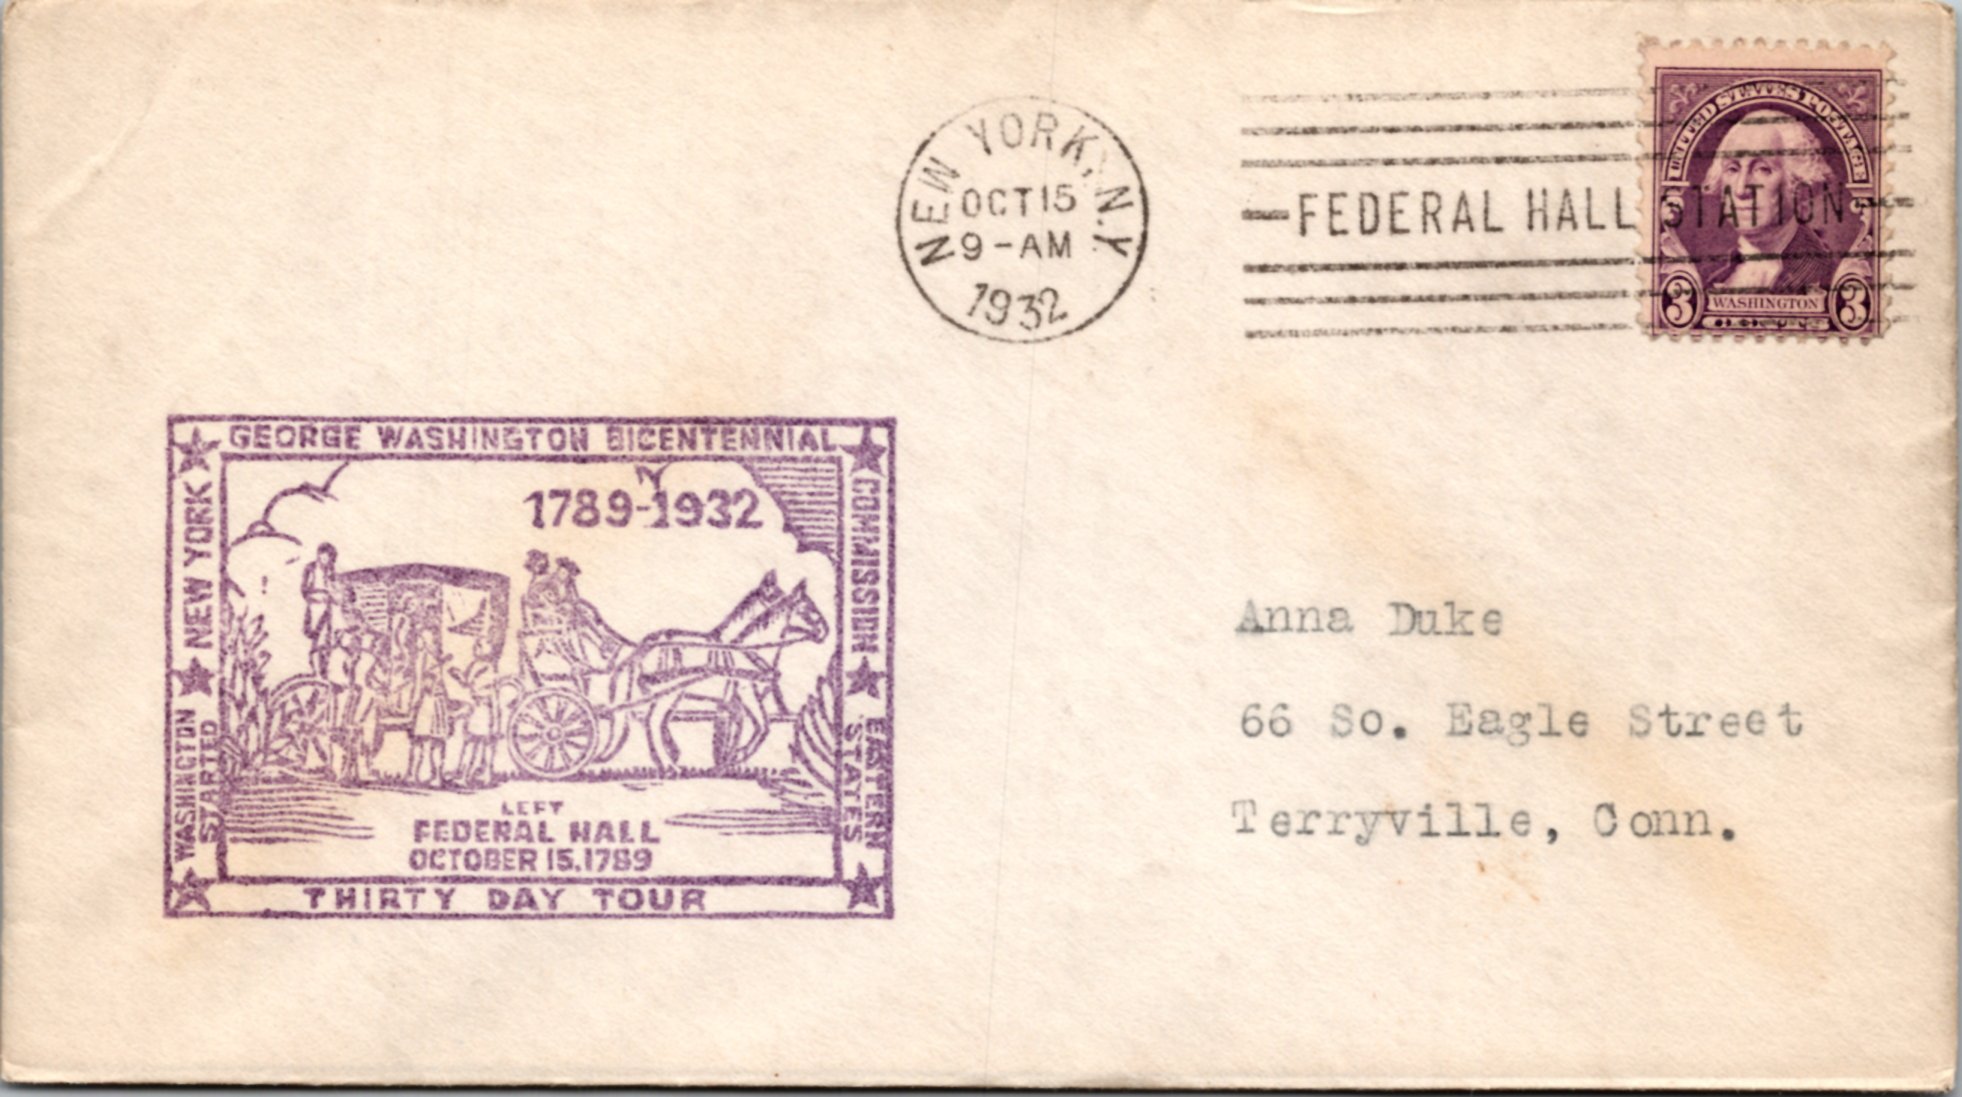 NEW YORK, N.Y.
OCT 15
9-AM
1932
FEDERAL HALL STATION
UNITED STATES POSTAGE
3 WASHINGTON 3
GEORGE WASHINGTON BICENTENNIAL
COMMISSION
EASTERN
STATES
WASHINGTON
STARTED
NEW YORK
1789-1932
LEFT
FEDERAL HALL
OCTOBER 15, 1789
THIRTY DAY TOUR
Anna Duke
66 So. Eagle Street
Terryville, Conn.